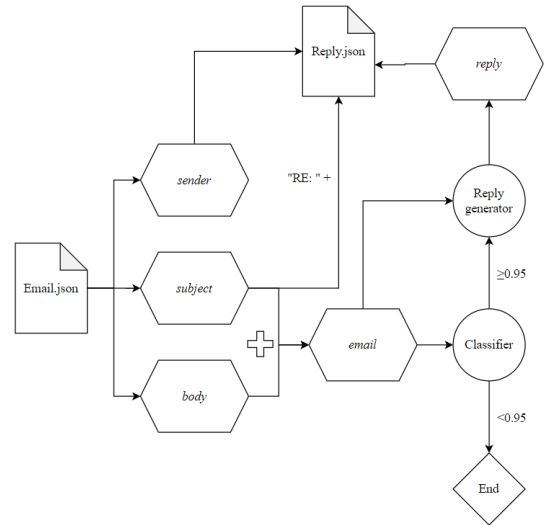 Reply.json
reply
sender
"RE: " +
Reply
generator
Email.json
subject
≥0.95
email
Classifier
body
<0.95
End